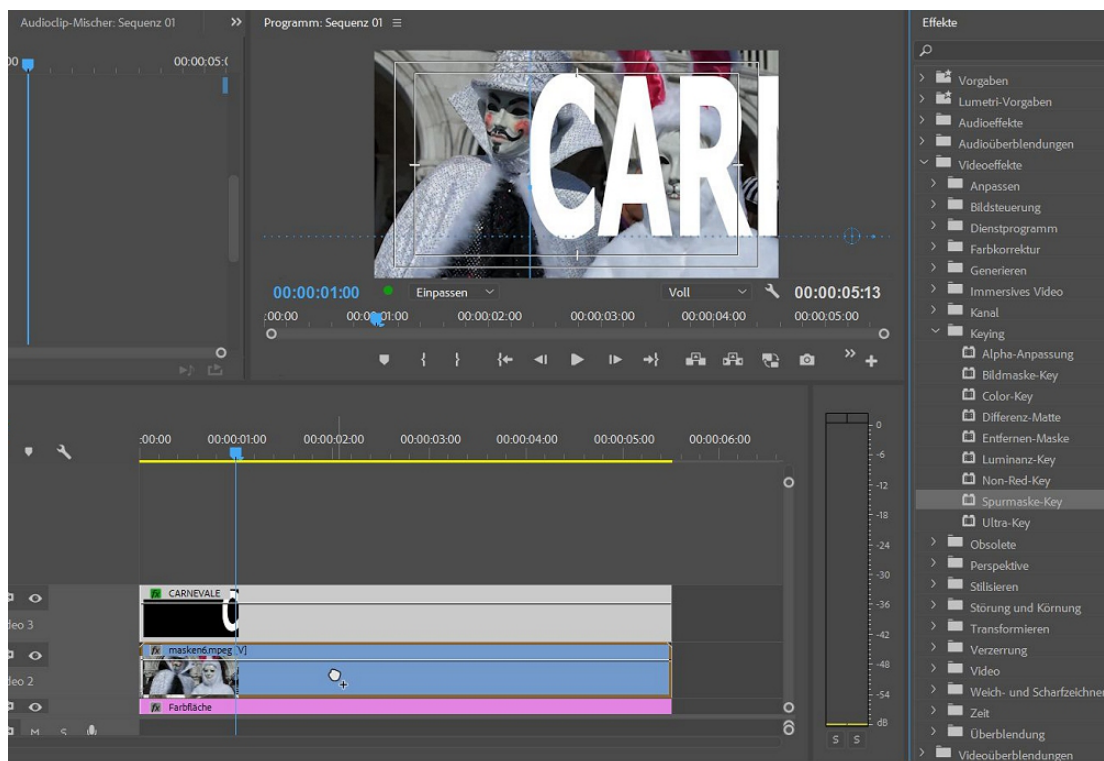 Audioclip-Mischer: Sequenz 01 »
00 00:00:05:(
Programm: Sequenz 01
CARI
00:00:01:00 Einpassen Voll 00:00:05:13
:00:00 00:00:01:00 00:00:02:00 00:00:03:00 00:00:04:00 00:00:05:00
:00:00 00:00:01:00 00:00:02:00 00:00:03:00 00:00:04:00 00:00:05:00 00:00:06:00
fx CARNEVALE
deo 3
fx masken6.mpeg V]
deo 2
fx Farbfläche
M S
0
-6
-12
-18
-24
-30
-36
-42
-48
-54
dB
S S
Effekte
Vorgaben
Lumetri-Vorgaben
Audioeffekte
Audioüberblendungen
Videoeffekte
Anpassen
Bildsteuerung
Dienstprogramm
Farbkorrektur
Generieren
Immersives Video
Kanal
Keying
Alpha-Anpassung
Bildmaske-Key
Color-Key
Differenz-Matte
Entfernen-Maske
Luminanz-Key
Non-Red-Key
Spurmaske-Key
Ultra-Key
Obsolete
Perspektive
Stilisieren
Störung und Körnung
Transformieren
Verzerrung
Video
Weich- und Scharfzeichner
Zeit
Überblendung
Videoüberblendungen